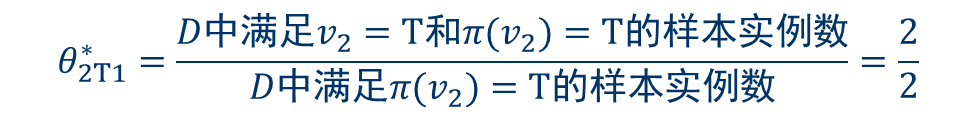 θ*2T1 = D中满足v2 = T和π(v2) = T的样本实例数 / D中满足π(v2) = T的样本实例数 = 2/2